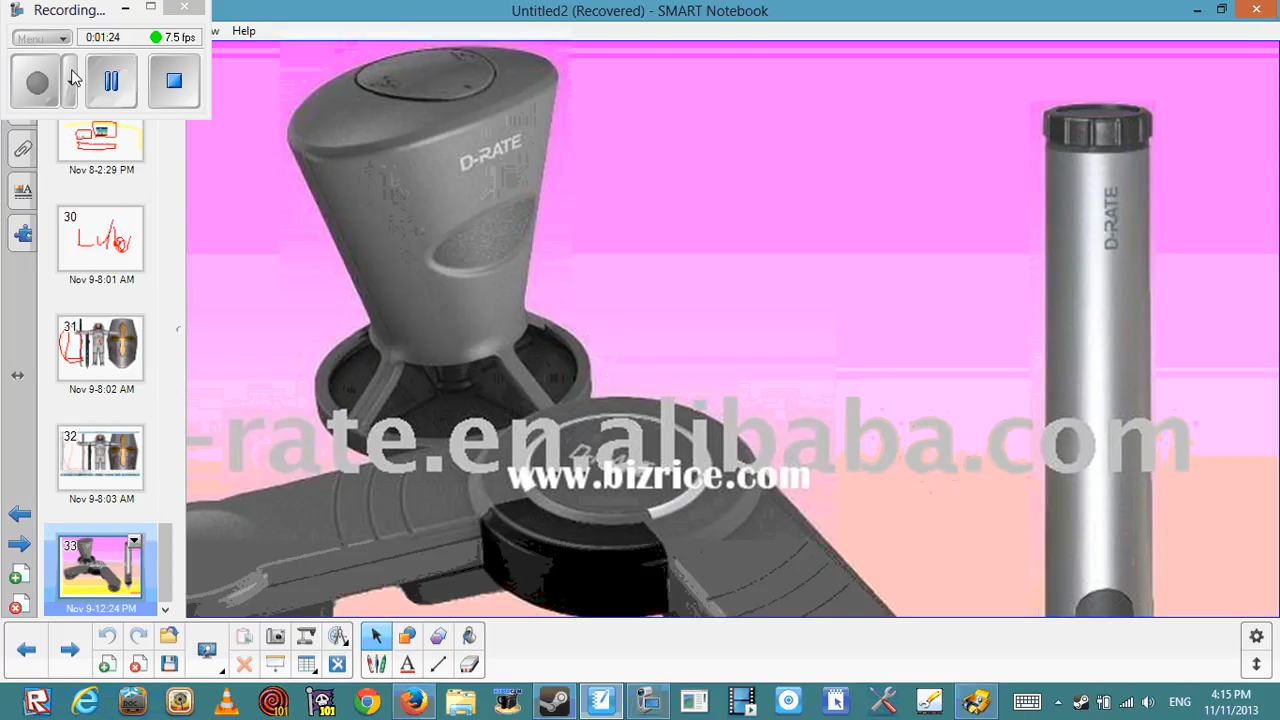 Recording...
Untitled2 (Recovered) - SMART Notebook
Menu
0:01:24
7.5 fps
w
Help
Nov 8-2:29 PM
30
Nov 9-8:01 AM
31
Nov 9-8:02 AM
32
Nov 9-8:03 AM
33
Nov 9-12:24 PM
D-RATE
D-RATE
-rate.en.alibaba.com
www.bizrice.com
DOC
101
101
ENG
4:15 PM
11/11/2013